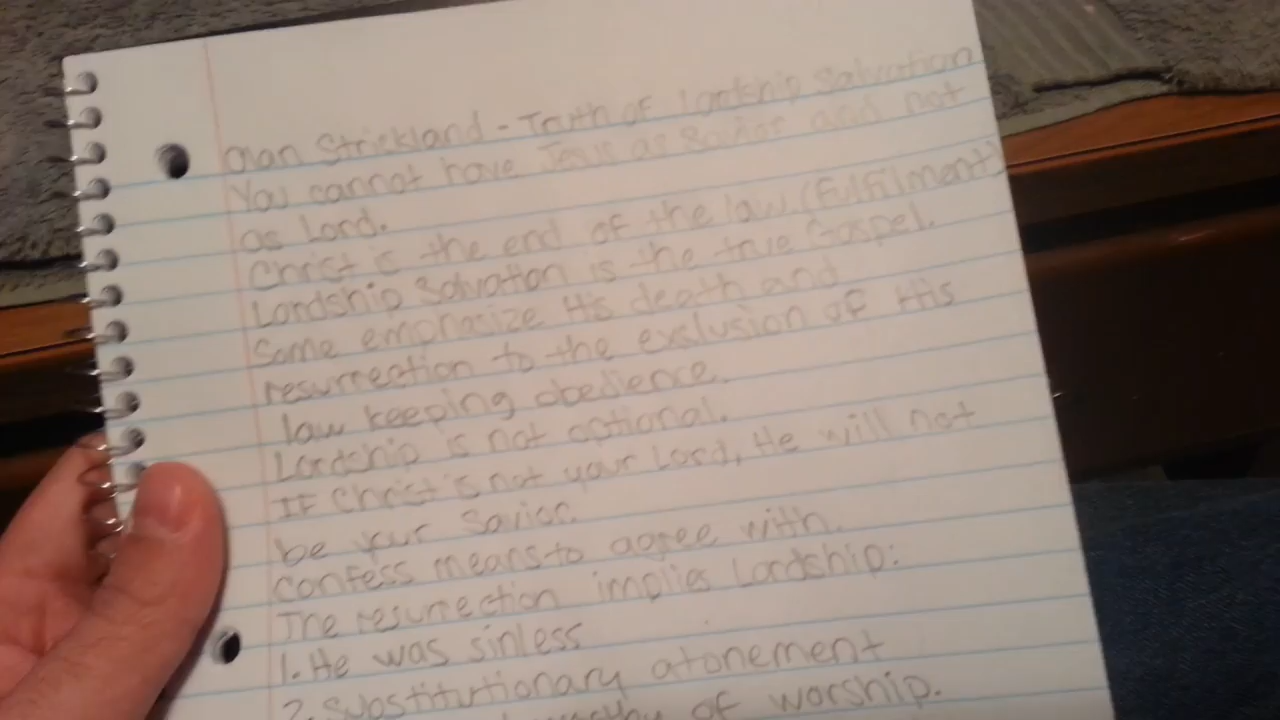 Olan Strickland - Truth of Lordship Salvation
You cannot have Jesus as Savior and not
as Lord.
Christ is the end of the law (fulfilment)
Lordship Salvation is the true Gospel.
Some emphasize His death and
resurrection to the exclusion of His
law keeping obedience.
Lordship is not optional.
If Christ is not your Lord, He will not
be your Savior.
Confess means to agree with.
The resurrection implies Lordship:
1. He was sinless
2. Substitutionary atonement
of worship.